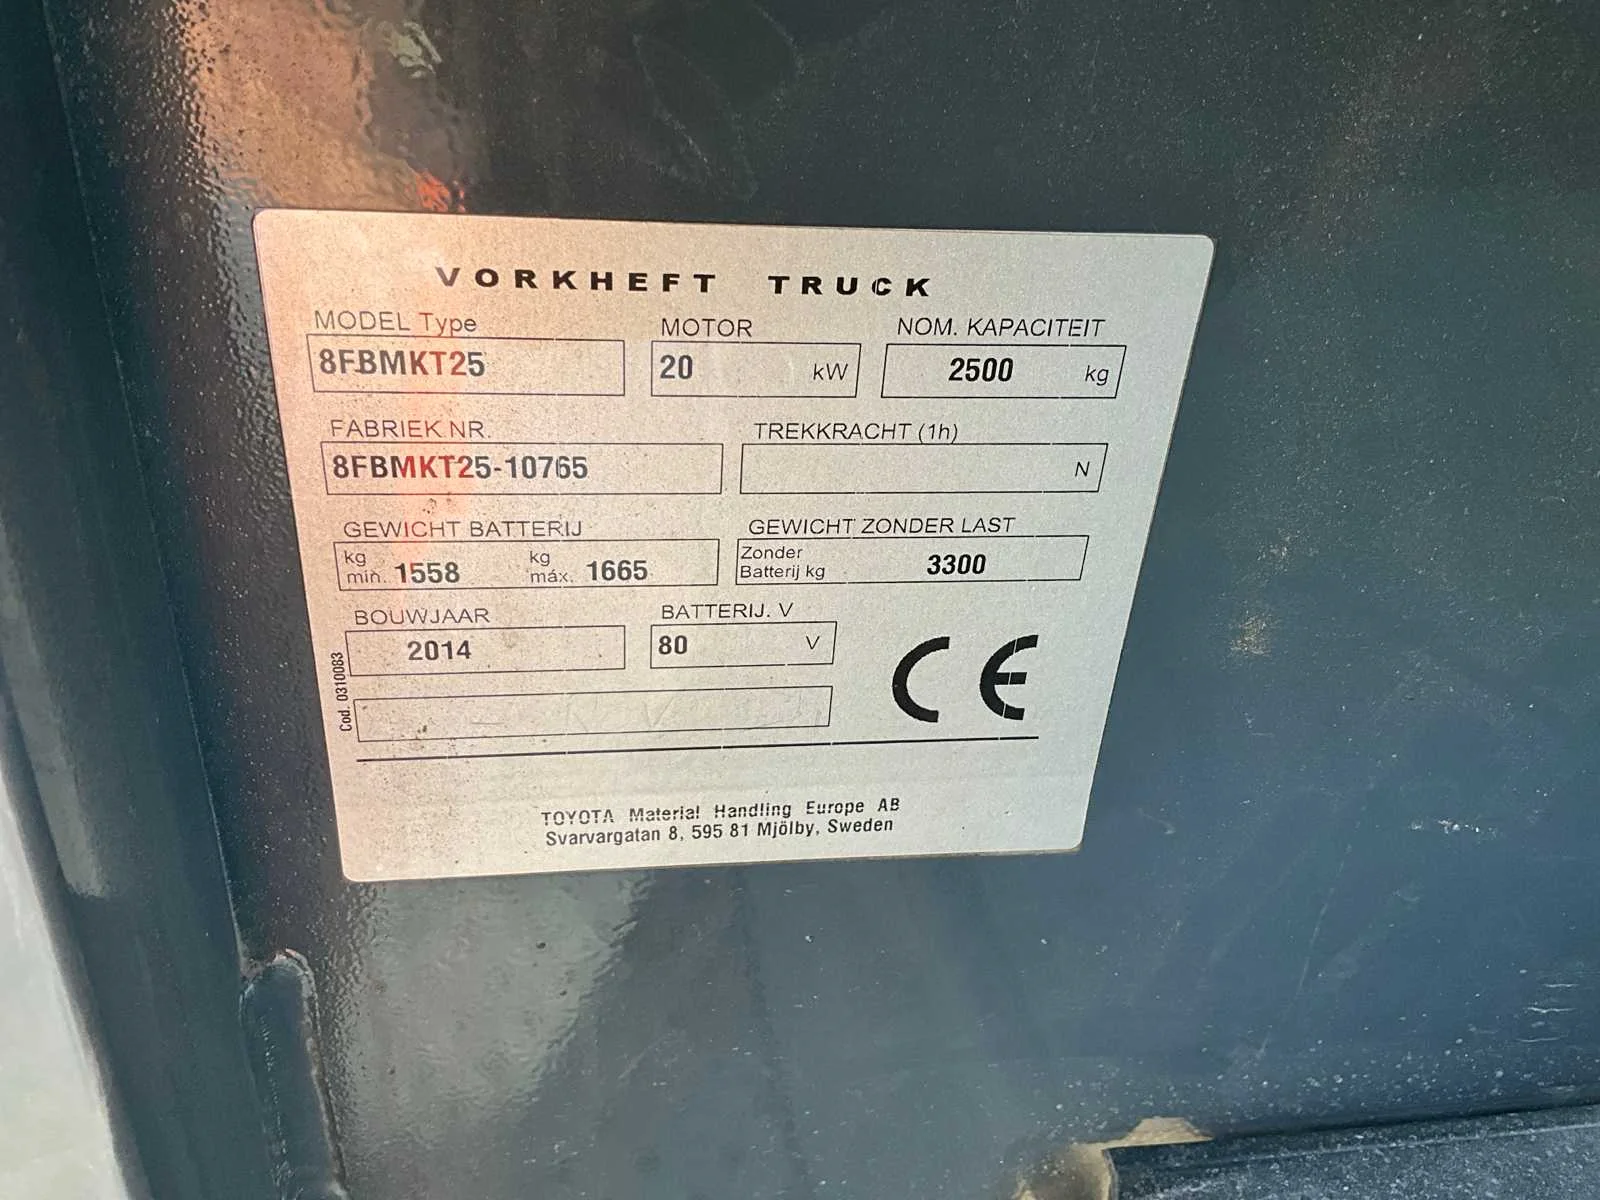 VORKHEFT TRUCK
MODEL Type MOTOR NOM. KAPACITEIT
8FBMKT25 20 kW 2500 kg
FABRIEK NR. TREKKRACHT (1h)
8FBMKT25-10765 N
GEWICHT BATTERIJ GEWICHT ZONDER LAST
kg min. 1558 kg máx. 1665 Zonder Batterij kg 3300
BOUWJAAR BATTERIJ. V
2014 80 V
CE
Cod. 0310083
TOYOTA Material Handling Europe AB
Svarvargatan 8, 595 81 Mjölby, Sweden